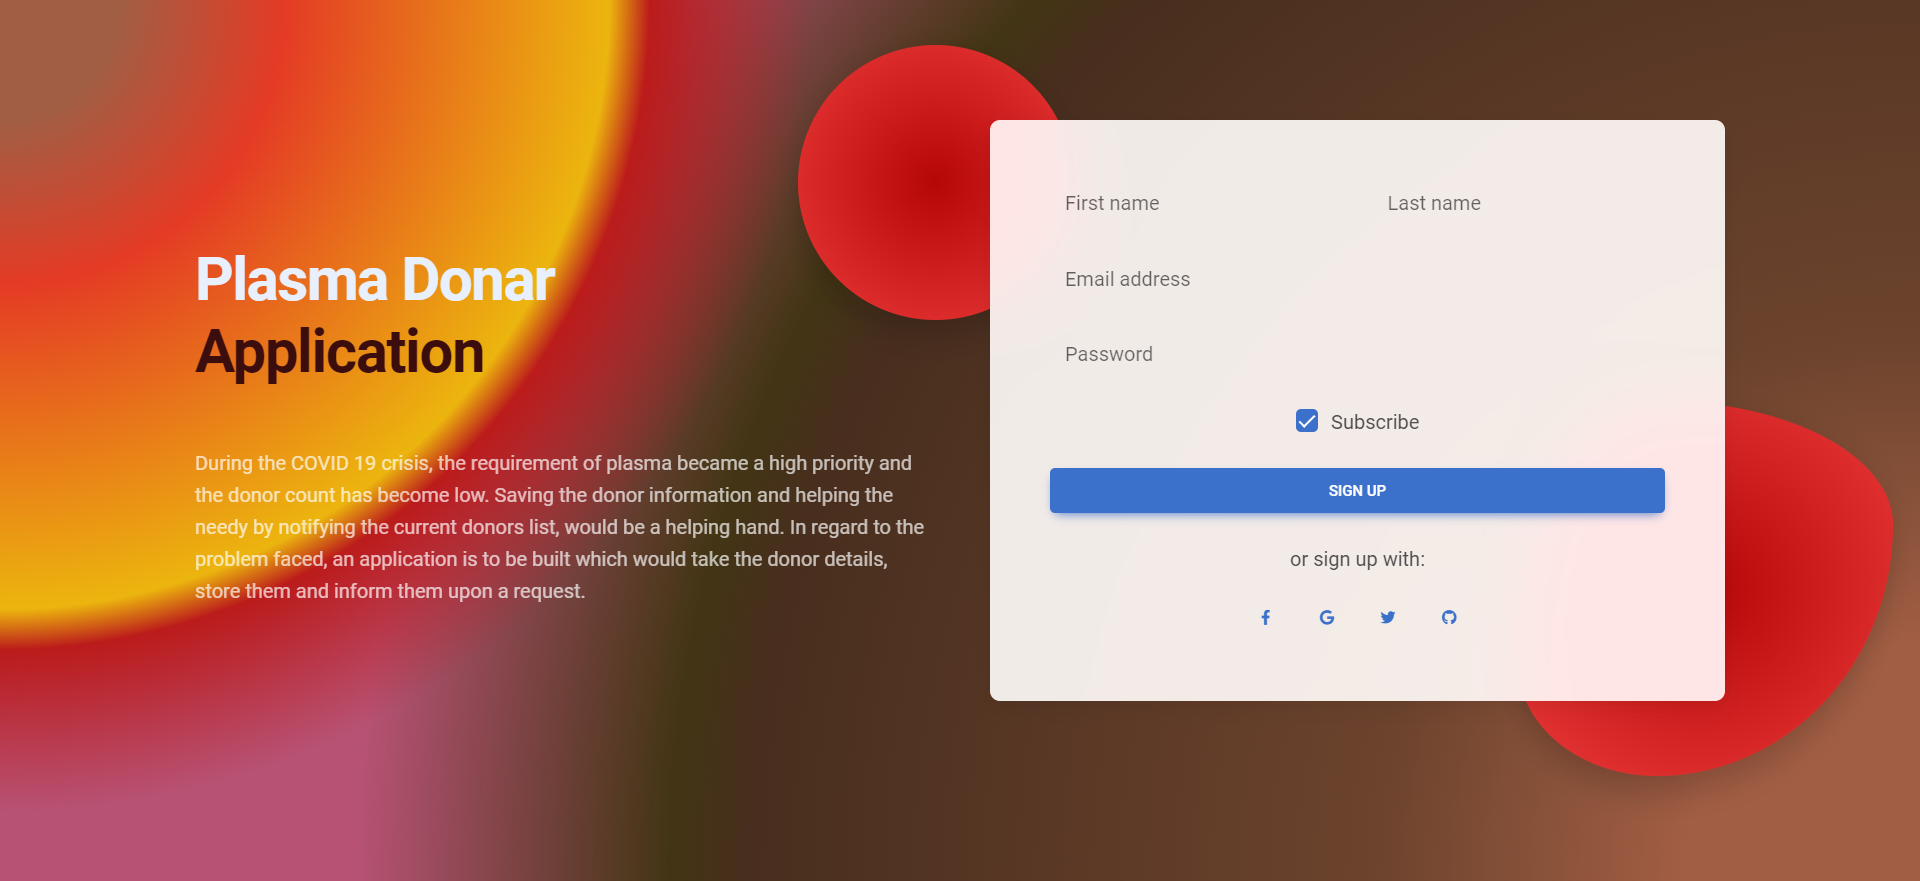 Plasma Donar
Application
During the COVID 19 crisis, the requirement of plasma became a high priority and
the donor count has become low. Saving the donor information and helping the
needy by notifying the current donors list, would be a helping hand. In regard to the
problem faced, an application is to be built which would take the donor details,
store them and inform them upon a request.
First name Last name
Email address
Password
Subscribe
SIGN UP
or sign up with: